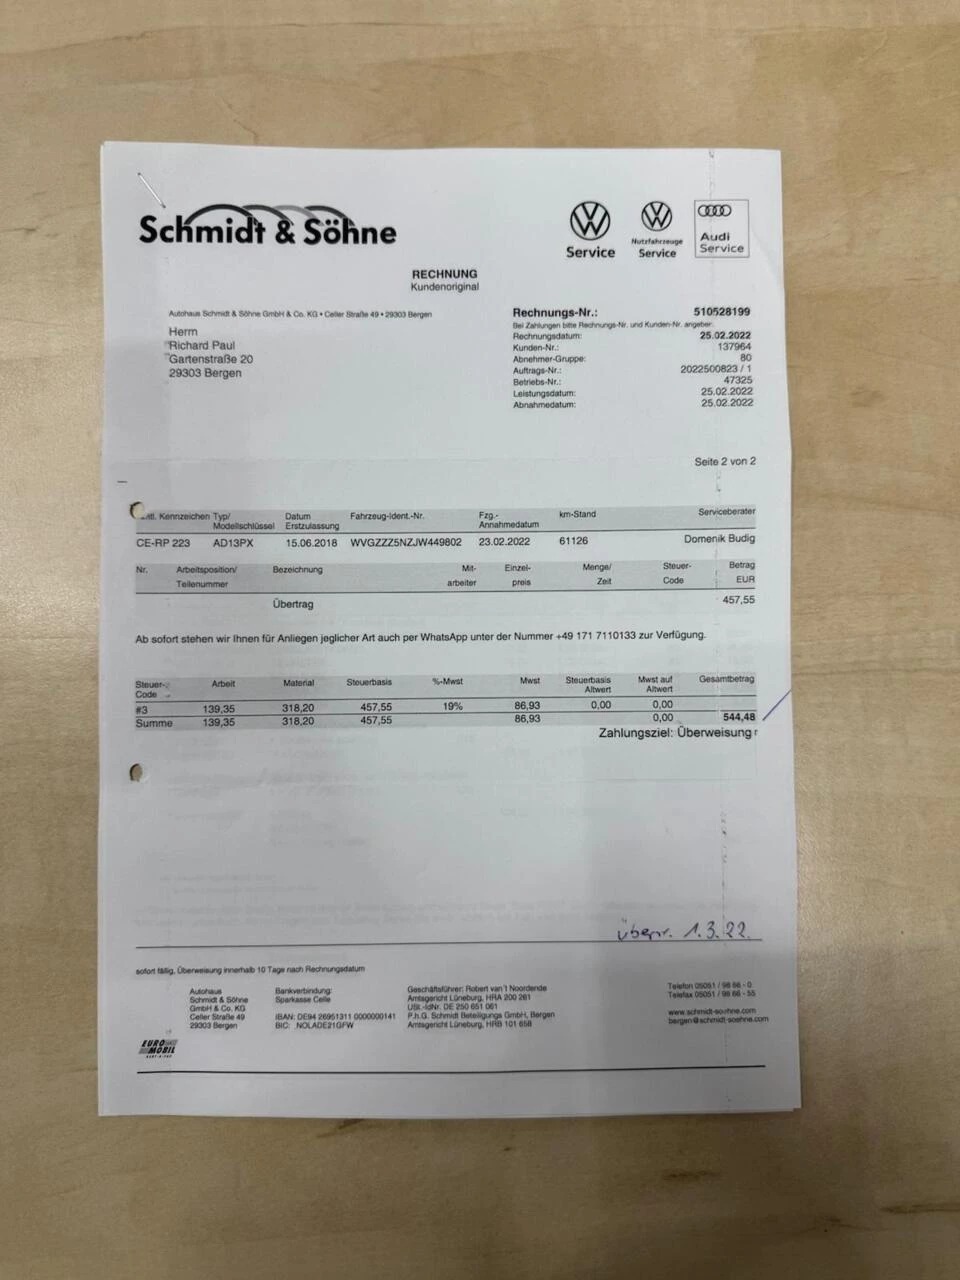 Schmidt & Söhne
Service
Nutzfahrzeuge
Service
Audi
Service
RECHNUNG
Kundenoriginal
Autohaus Schmidt & Söhne GmbH & Co. KG • Celler Straße 49 • 29303 Bergen
Herrn
Richard Paul
Gartenstraße 20
29303 Bergen
Rechnungs-Nr.: 510528199
Bei Zahlungen bitte Rechnungs-Nr. und Kunden-Nr. angeben.
Rechnungsdatum: 25.02.2022
Kunden-Nr.: 137964
Abnehmer-Gruppe: 80
Auftrags-Nr.: 2022500823 / 1
Betriebs-Nr.: 47325
Leistungsdatum: 25.02.2022
Abnahmedatum: 25.02.2022
Seite 2 von 2
Kennzeichen Typ/ Datum Fahrzeug-Ident.-Nr. Fzg.- km-Stand Serviceberater
Modellschlüssel Erstzulassung Annahmedatum
CE-RP 223 AD13PX 15.06.2018 WVGZZZ5NZJW449802 23.02.2022 61126 Domenik Budig
Nr. Arbeitsposition/ Bezeichnung Mit- Einzel- Menge/ Steuer- Betrag
Teilenummer arbeiter preis Zeit Code EUR
Übertrag 457,55
Ab sofort stehen wir Ihnen für Anliegen jeglicher Art auch per WhatsApp unter der Nummer +49 171 7110133 zur Verfügung.
Steuer- Arbeit Material Steuerbasis %-Mwst Mwst Steuerbasis Mwst auf Gesamtbetrag
Code Altwert Altwert
#3 139,35 318,20 457,55 19% 86,93 0,00 0,00
Summe 139,35 318,20 457,55 86,93 0,00 544,48
Zahlungsziel: Überweisung r
überw. 1.3.22.
sofort fällig, Überweisung innerhalb 10 Tage nach Rechnungsdatum
Autohaus
Schmidt & Söhne
GmbH & Co. KG
Celler Straße 49
29303 Bergen
Bankverbindung:
Sparkasse Celle
IBAN: DE94 26951311 0000000141
BIC: NOLADE21GFW
Geschäftsführer: Robert van't Noordende
Amtsgericht Lüneburg, HRA 200 261
USt.-IdNr. DE 250 651 061
P.h.G. Schmidt Beteiligungs GmbH, Bergen
Amtsgericht Lüneburg, HRB 101 658
Telefon 05051 / 98 66 - 0
Telefax 05051 / 98 66 - 55
www.schmidt-soehne.com
bergen@schmidt-soehne.com
EURO
MOBIL
RENT-A-CAR